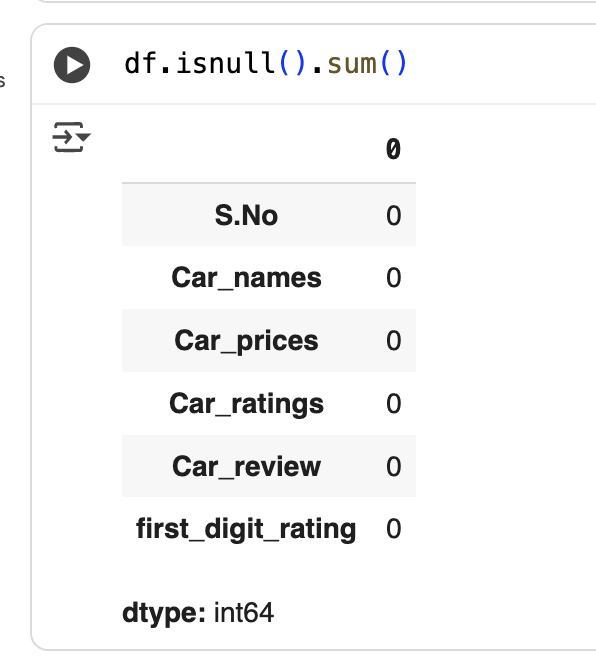 s
df.isnull().sum()
0
S.No 0
Car_names 0
Car_prices 0
Car_ratings 0
Car_review 0
first_digit_rating 0
dtype: int64